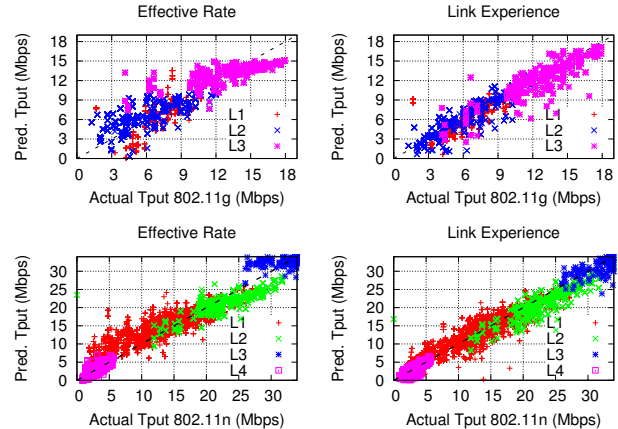 Effective Rate
Pred. Tput (Mbps)
18
15
12
9
6
3
0
L1
L2
L3
0 3 6 9 12 15 18
Actual Tput 802.11g (Mbps)
Link Experience
Pred. Tput (Mbps)
18
15
12
9
6
3
0
L1
L2
L3
0 3 6 9 12 15 18
Actual Tput 802.11g (Mbps)
Effective Rate
Pred. Tput (Mbps)
30
25
20
15
10
5
0
L1
L2
L3
L4
0 5 10 15 20 25 30
Actual Tput 802.11n (Mbps)
Link Experience
Pred. Tput (Mbps)
30
25
20
15
10
5
0
L1
L2
L3
L4
0 5 10 15 20 25 30
Actual Tput 802.11n (Mbps)